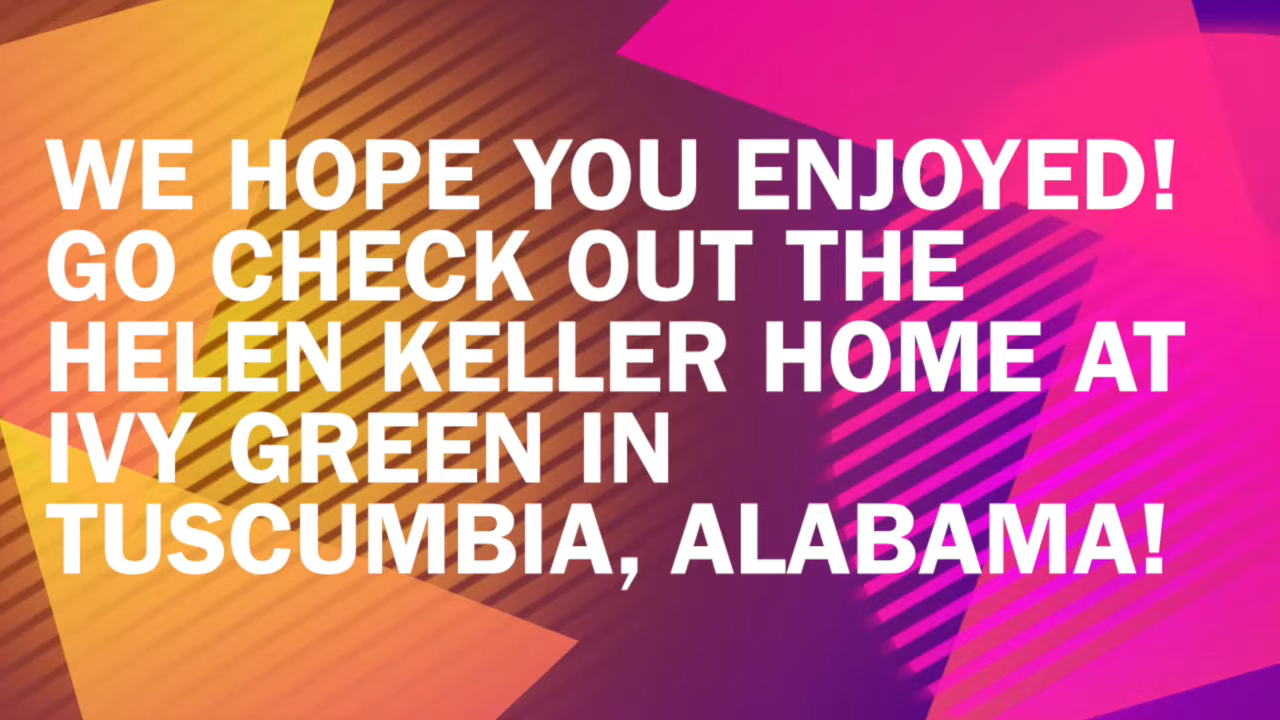 WE HOPE YOU ENJOYED!
GO CHECK OUT THE
HELEN KELLER HOME AT
IVY GREEN IN
TUSCUMBIA, ALABAMA!